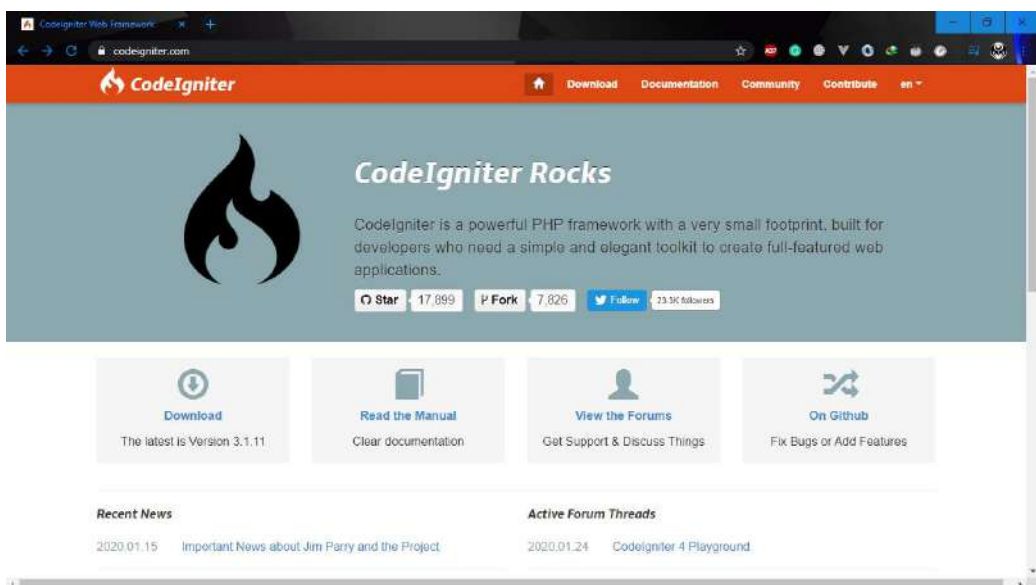 Codeigniter Web Framework
codeigniter.com
CodeIgniter
Download Documentation Community Contribute en
CodeIgniter Rocks
CodeIgniter is a powerful PHP framework with a very small footprint, built for
developers who need a simple and elegant toolkit to create full-featured web
applications.
Star 17,899 Fork 7,826 Follow 23.3K followers
Download Read the Manual View the Forums On Github
The latest is Version 3.1.11 Clear documentation Get Support & Discuss Things Fix Bugs or Add Features
Recent News Active Forum Threads
2020.01.15 Important News about Jim Parry and the Project 2020.01.24 CodeIgniter 4 Playground